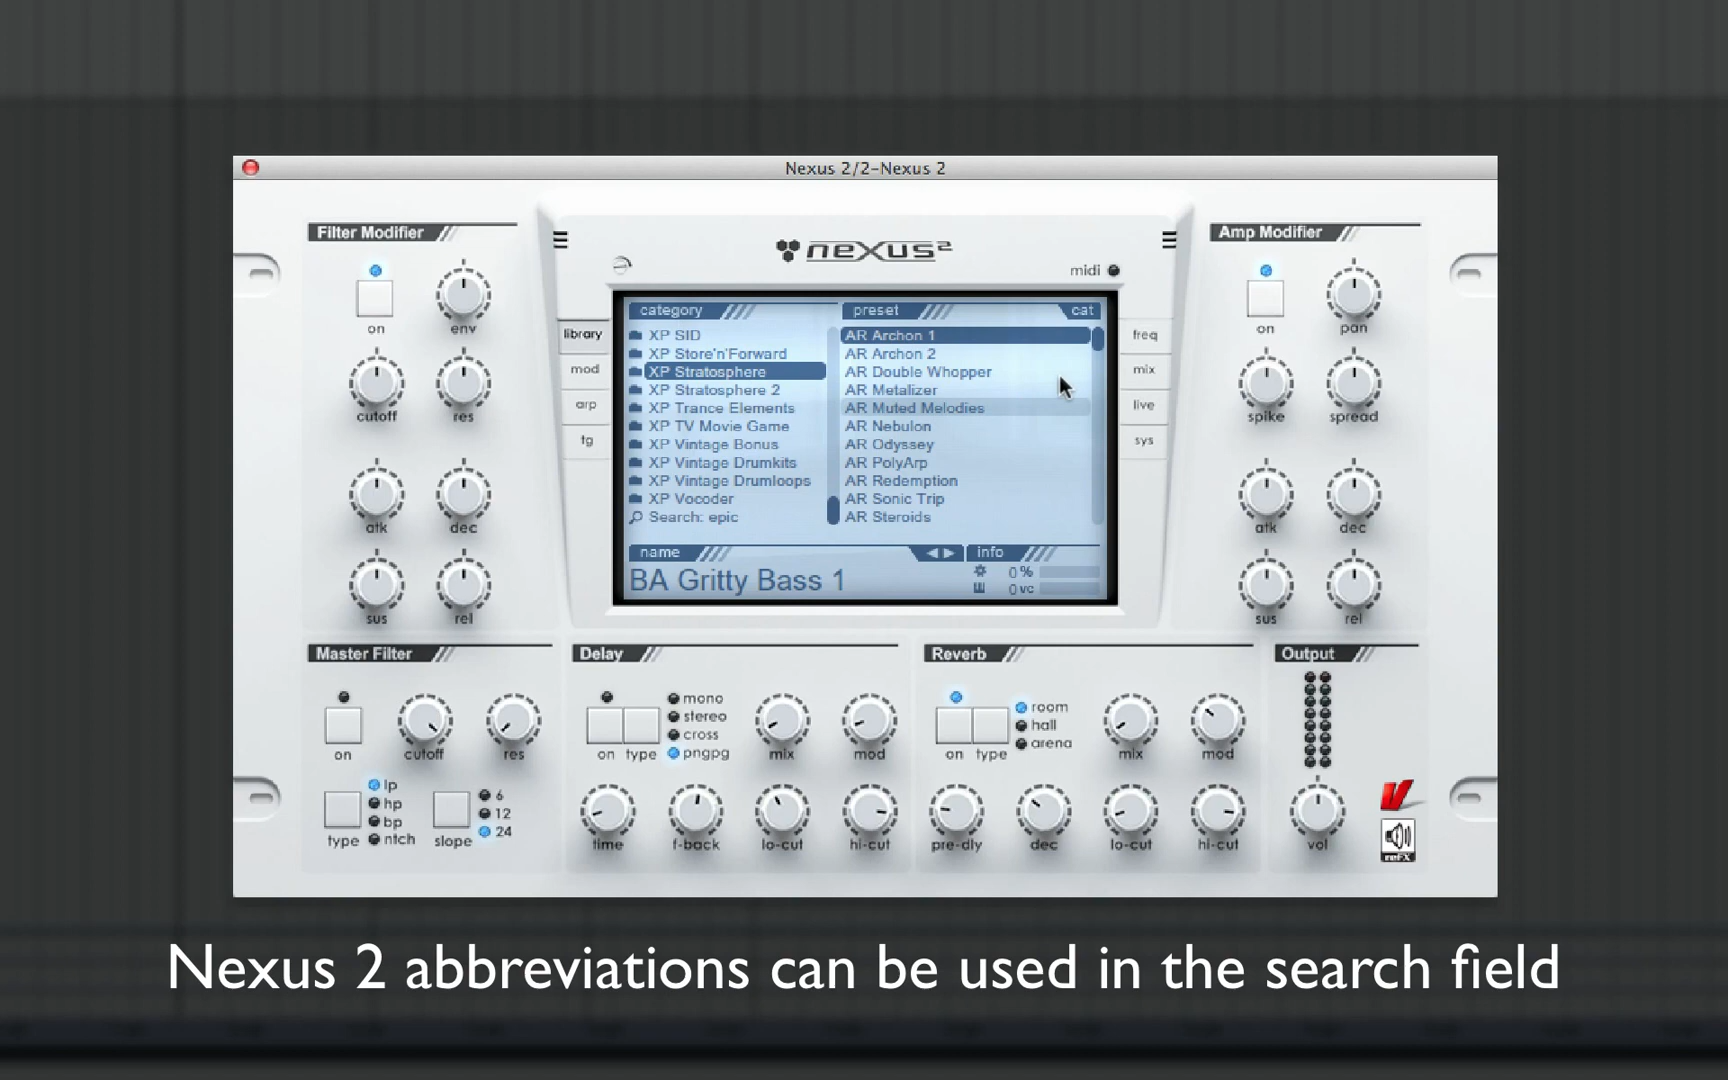 Nexus 2/2-Nexus 2
Filter Modifier
nexus²
Amp Modifier
midi
on
env
cutoff
res
atk
dec
sus
rel
library
mod
arp
tg
category
XP SID
XP Store'n'Forward
XP Stratosphere
XP Stratosphere 2
XP Trance Elements
XP TV Movie Game
XP Vintage Bonus
XP Vintage Drumkits
XP Vintage Drumloops
XP Vocoder
Search: epic
preset
cat
AR Archon 1
AR Archon 2
AR Double Whopper
AR Metalizer
AR Muted Melodies
AR Nebulon
AR Odyssey
AR PolyArp
AR Redemption
AR Sonic Trip
AR Steroids
name
info
BA Gritty Bass 1
0 %
0 vc
freq
mix
live
sys
on
pan
spike
spread
atk
dec
sus
rel
Master Filter
on
cutoff
res
lp
hp
bp
ntch
type
6
12
24
slope
Delay
on type
mono
stereo
cross
pngpg
mix
mod
time
f-back
lo-cut
hi-cut
Reverb
on type
room
hall
arena
mix
mod
pre-dly
dec
lo-cut
hi-cut
Output
vol
V
reFX
Nexus 2 abbreviations can be used in the search field